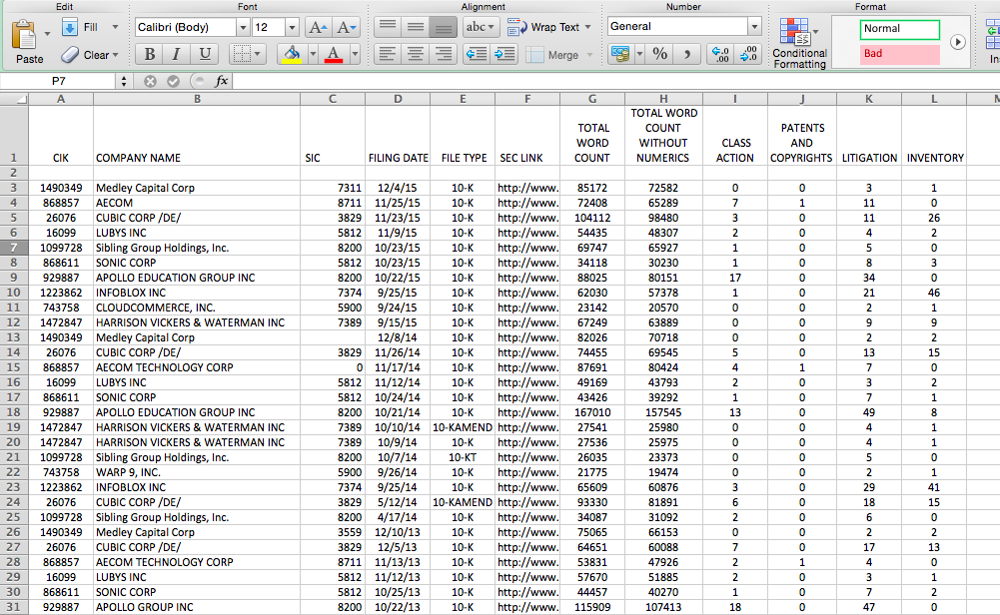 Edit Font Alignment Number Format
Paste Fill Clear Calibri (Body) 12 A A abc Wrap Text General Conditional Formatting Normal
B I U A Merge % , Bad In
P7 fx
A B C D E F G H I J K L M
1 CIK COMPANY NAME SIC FILING DATE FILE TYPE SEC LINK TOTAL WORD COUNT TOTAL WORD COUNT WITHOUT NUMERICS CLASS ACTION PATENTS AND COPYRIGHTS LITIGATION INVENTORY
2
3 1490349 Medley Capital Corp 7311 12/4/15 10-K http://www. 85172 72582 0 0 3 1
4 868857 AECOM 8711 11/25/15 10-K http://www. 72408 65289 7 1 11 0
5 26076 CUBIC CORP /DE/ 3829 11/23/15 10-K http://www. 104112 98480 3 0 11 26
6 16099 LUBYS INC 5812 11/9/15 10-K http://www. 54435 48307 2 0 4 2
7 1099728 Sibling Group Holdings, Inc. 8200 10/23/15 10-K http://www. 69747 65927 1 0 5 0
8 868611 SONIC CORP 5812 10/23/15 10-K http://www. 34118 30230 1 0 8 3
9 929887 APOLLO EDUCATION GROUP INC 8200 10/22/15 10-K http://www. 88025 80151 17 0 34 0
10 1223862 INFOBLOX INC 7374 9/25/15 10-K http://www. 62030 57378 1 0 21 46
11 743758 CLOUDCOMMERCE, INC. 5900 9/24/15 10-K http://www. 23142 20570 0 0 2 1
12 1472847 HARRISON VICKERS & WATERMAN INC 7389 9/15/15 10-K http://www. 67249 63889 0 0 9 9
13 1490349 Medley Capital Corp 12/8/14 10-K http://www. 82026 70718 0 0 2 2
14 26076 CUBIC CORP /DE/ 3829 11/26/14 10-K http://www. 74455 69545 5 0 13 15
15 868857 AECOM TECHNOLOGY CORP 0 11/17/14 10-K http://www. 87691 80424 4 1 7 0
16 16099 LUBYS INC 5812 11/12/14 10-K http://www. 49169 43793 2 0 3 2
17 868611 SONIC CORP 5812 10/24/14 10-K http://www. 43426 39292 1 0 7 1
18 929887 APOLLO EDUCATION GROUP INC 8200 10/21/14 10-K http://www. 167010 157545 13 0 49 8
19 1472847 HARRISON VICKERS & WATERMAN INC 7389 10/10/14 10-KAMEND http://www. 27541 25980 0 0 4 1
20 1472847 HARRISON VICKERS & WATERMAN INC 7389 10/9/14 10-K http://www. 27536 25975 0 0 4 1
21 1099728 Sibling Group Holdings, Inc. 8200 10/7/14 10-KT http://www. 26035 23373 0 0 5 0
22 743758 WARP 9, INC. 5900 9/26/14 10-K http://www. 21775 19474 0 0 2 1
23 1223862 INFOBLOX INC 7374 9/25/14 10-K http://www. 65609 60876 3 0 29 41
24 26076 CUBIC CORP /DE/ 3829 5/12/14 10-KAMEND http://www. 93330 81891 6 0 18 15
25 1099728 Sibling Group Holdings, Inc. 8200 4/17/14 10-K http://www. 34087 31092 2 0 6 0
26 1490349 Medley Capital Corp 3559 12/10/13 10-K http://www. 75065 66153 0 0 2 2
27 26076 CUBIC CORP /DE/ 3829 12/5/13 10-K http://www. 64651 60088 7 0 17 13
28 868857 AECOM TECHNOLOGY CORP 8711 11/13/13 10-K http://www. 53831 47926 2 1 4 0
29 16099 LUBYS INC 5812 11/12/13 10-K http://www. 57670 51885 2 0 3 1
30 868611 SONIC CORP 5812 10/25/13 10-K http://www. 44457 40270 1 0 7 2
31 929887 APOLLO GROUP INC 8200 10/22/13 10-K http://www. 115909 107413 18 0 47 0